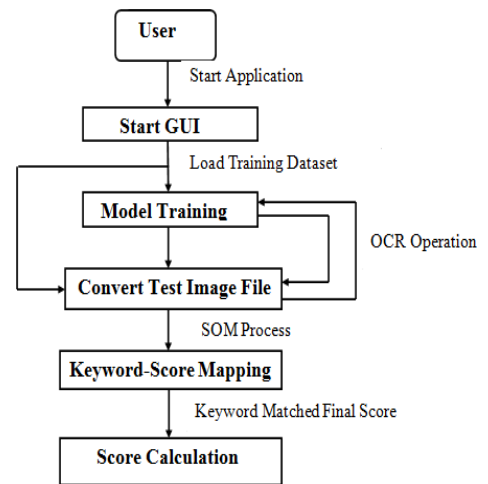 User
Start Application
Start GUI
Load Training Dataset
Model Training
OCR Operation
Convert Test Image File
SOM Process
Keyword-Score Mapping
Keyword Matched Final Score
Score Calculation